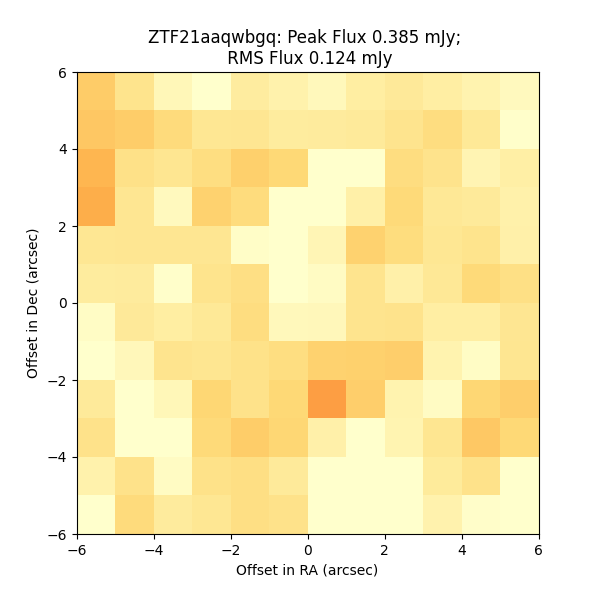 ZTF21aaqwbgq: Peak Flux 0.385 mJy;
RMS Flux 0.124 mJy
6
4
2
0
−2
−4
−6
Offset in Dec (arcsec)
−6 −4 −2 0 2 4 6
Offset in RA (arcsec)